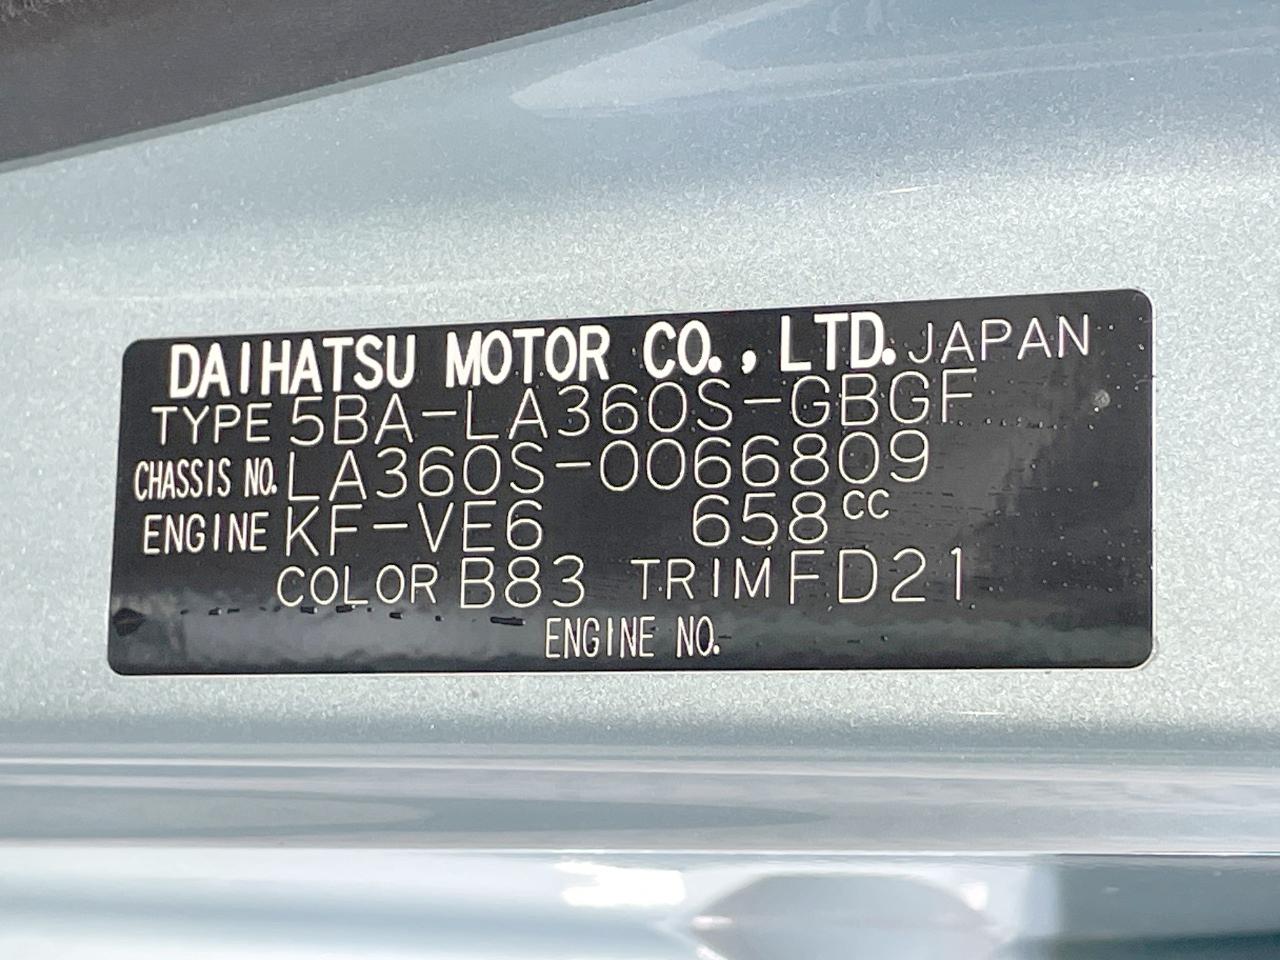 DAIHATSU MOTOR CO., LTD. JAPAN
TYPE 5BA-LA360S-GBGF
CHASSIS NO. LA360S-0066809
ENGINE KF-VE6 658CC
COLOR B83 TRIM FD21
ENGINE NO.